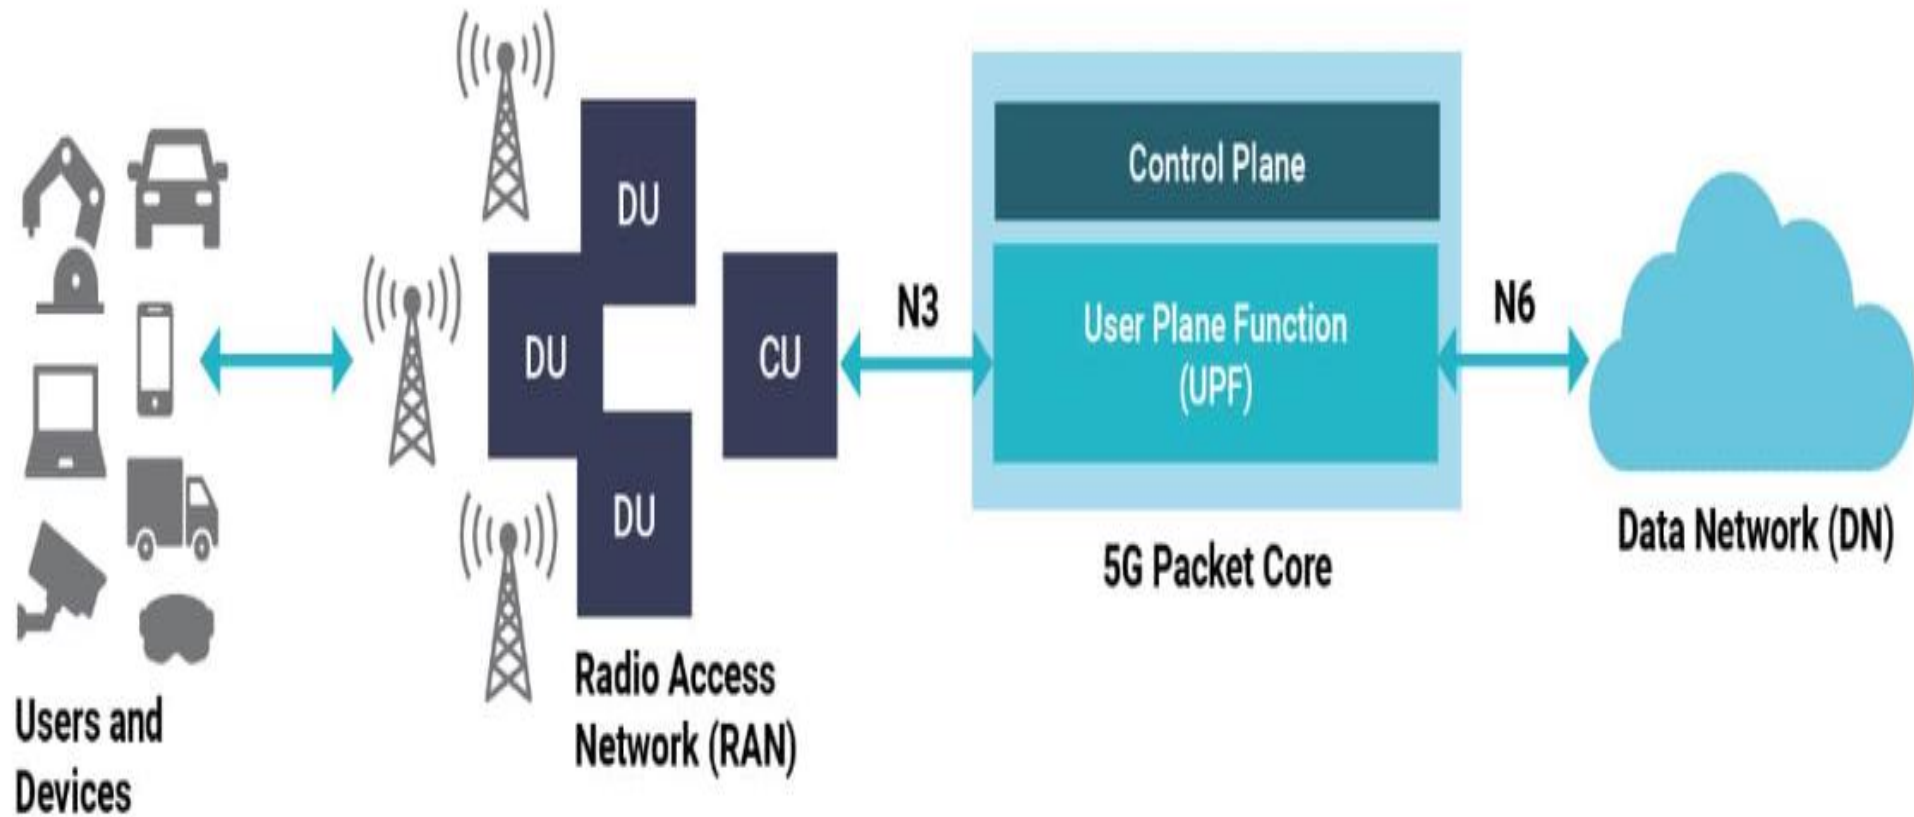 Users and
Devices
DU
DU
DU
CU
Radio Access
Network (RAN)
N3
Control Plane
User Plane Function
(UPF)
5G Packet Core
N6
Data Network (DN)